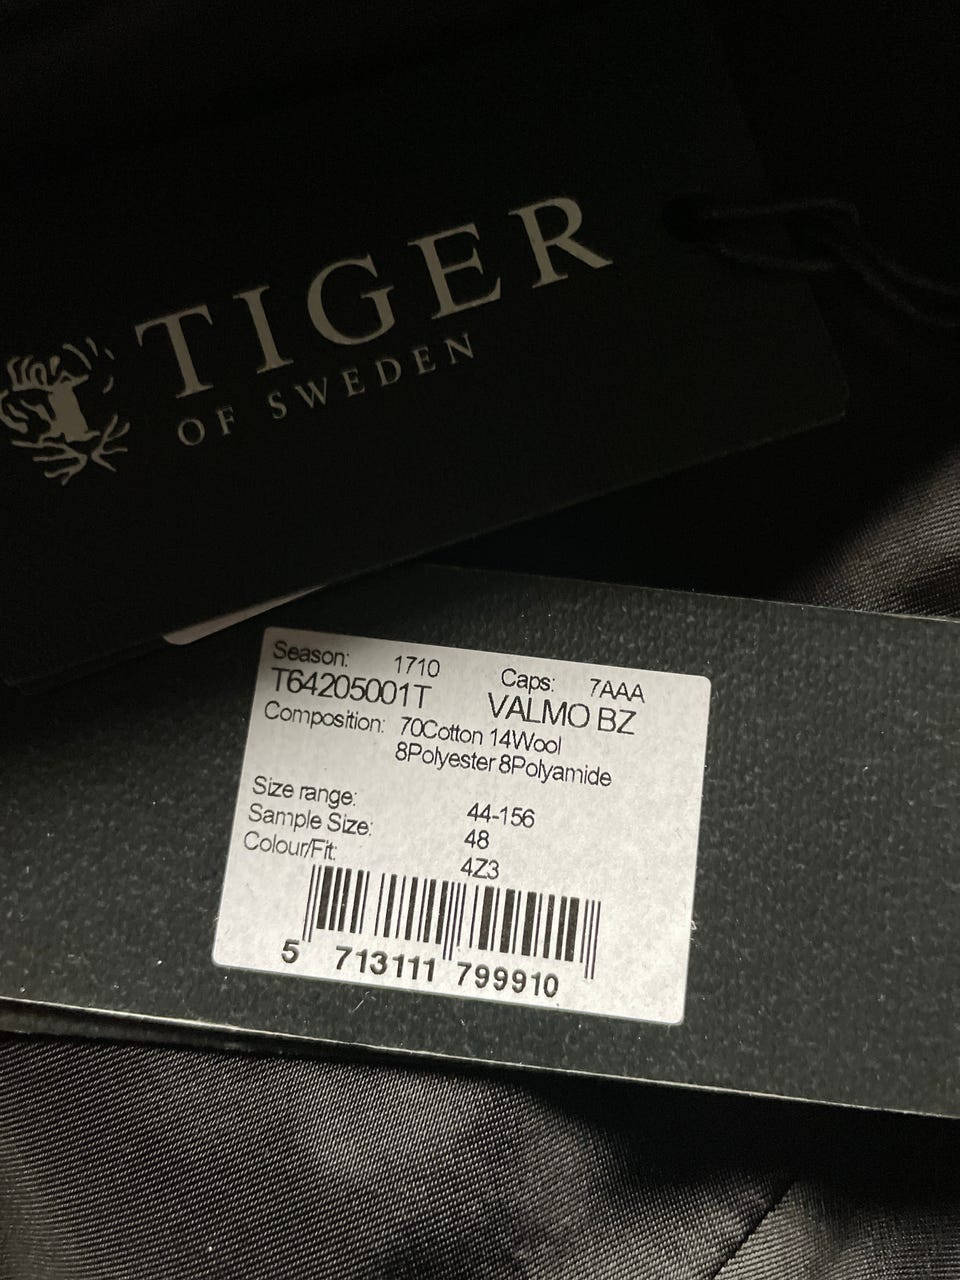 TIGER
OF SWEDEN
Season: 1710 Caps: 7AAA
T64205001T VALMO BZ
Composition: 70Cotton 14Wool
8Polyester 8Polyamide
Size range: 44-156
Sample Size: 48
Colour/Fit: 4Z3
5 713111 799910